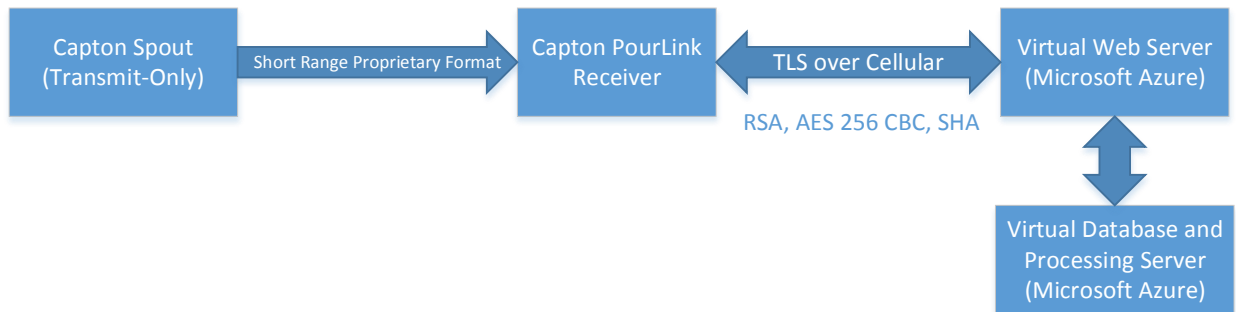 Capton Spout
(Transmit-Only)
Short Range Proprietary Format
Capton PourLink
Receiver
TLS over Cellular
RSA, AES 256 CBC, SHA
Virtual Web Server
(Microsoft Azure)
Virtual Database and
Processing Server
(Microsoft Azure)